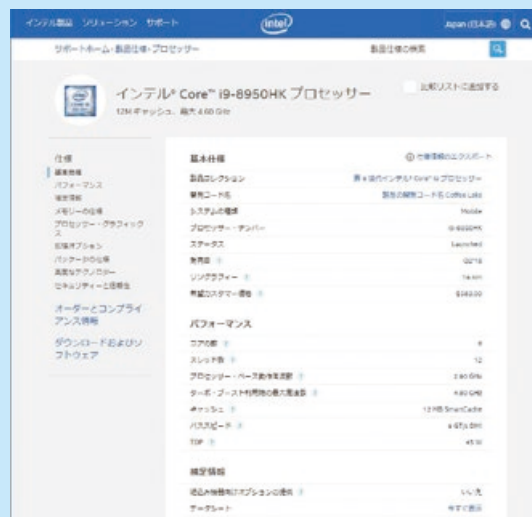 インテル製品 ソリューション サポート
intel
Japan (日本語)
サポートホーム 製品仕様 プロセッサー
製品仕様の検索
インテル® Core™ i9-8950HK プロセッサー
比較リストに追加する
12M キャッシュ、最大 4.60 GHz
仕様
基本仕様
パフォーマンス
補足情報
メモリーの仕様
プロセッサー・グラフィックス
拡張オプション
パッケージの仕様
セキュリティーと信頼性
オーダーとコンプライアンス情報
ダウンロードおよびソフトウェア
基本仕様
仕様情報のエクスポート
製品コレクション 第 8 世代インテル® Core™ i9 プロセッサー
開発コード名 製品の開発コード名 Coffee Lake
システムの種類 Mobile
プロセッサー・ナンバー i9-8950HK
ステータス Launched
発売日 Q2'18
リソグラフィー 14 nm
希望カスタマー価格 $583.00
パフォーマンス
コアの数 6
スレッド数 12
プロセッサー・ベース動作周波数 2.90 GHz
ターボ・ブースト利用時の最大周波数 4.60 GHz
キャッシュ 12 MB SmartCache
バススピード 8 GT/s DMI
TDP 45 W
補足情報
組込み機器向けオプションの提供 いいえ
データシート 今すぐ表示